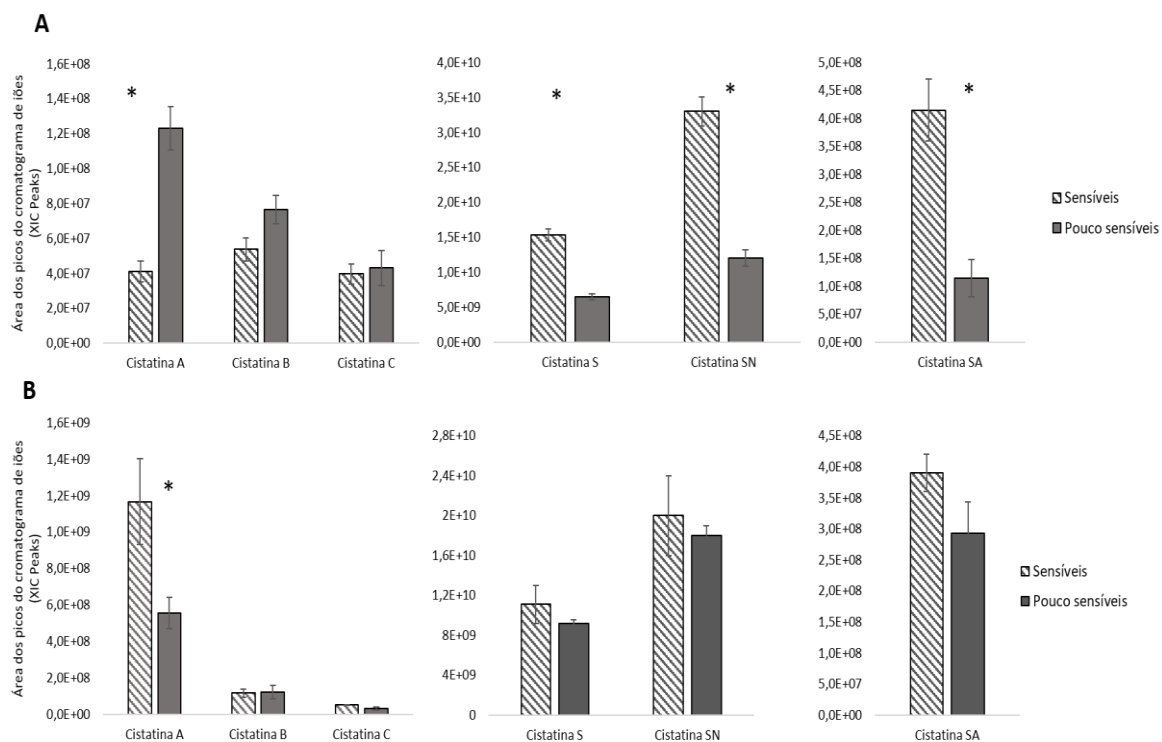 A
Área dos picos do cromatograma de iões
(XIC Peaks)
1,6E+08
1,4E+08
1,2E+08
1,0E+08
8,0E+07
6,0E+07
4,0E+07
2,0E+07
0,0E+00
*
Cistatina A
Cistatina B
Cistatina C
4,0E+10
3,5E+10
3,0E+10
2,5E+10
2,0E+10
1,5E+10
1,0E+10
5,0E+09
0,0E+00
*
*
Cistatina S
Cistatina SN
5,0E+08
4,5E+08
4,0E+08
3,5E+08
3,0E+08
2,5E+08
2,0E+08
1,5E+08
1,0E+08
5,0E+07
0,0E+00
*
Cistatina SA
Sensíveis
Pouco sensíveis
B
Área dos picos do cromatograma de iões
(XIC Peaks)
1,6E+09
1,4E+09
1,2E+09
1,0E+09
8,0E+08
6,0E+08
4,0E+08
2,0E+08
0,0E+00
*
Cistatina A
Cistatina B
Cistatina C
2,8E+10
2,4E+10
2E+10
1,6E+10
1,2E+10
8E+09
4E+09
0
Cistatina S
Cistatina SN
4,5E+08
4,0E+08
3,5E+08
3,0E+08
2,5E+08
2,0E+08
1,5E+08
1,0E+08
5,0E+07
0,0E+00
Cistatina SA
Sensíveis
Pouco sensíveis